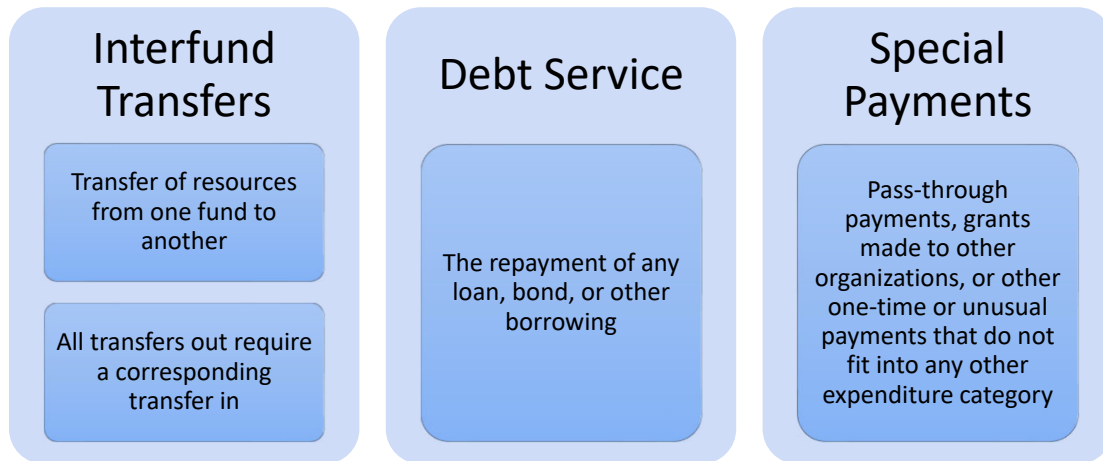 Interfund
Transfers
Transfer of resources
from one fund to
another
All transfers out require
a corresponding
transfer in
Debt Service
The repayment of any
loan, bond, or other
borrowing
Special
Payments
Pass-through
payments, grants
made to other
organizations, or other
one-time or unusual
payments that do not
fit into any other
expenditure category